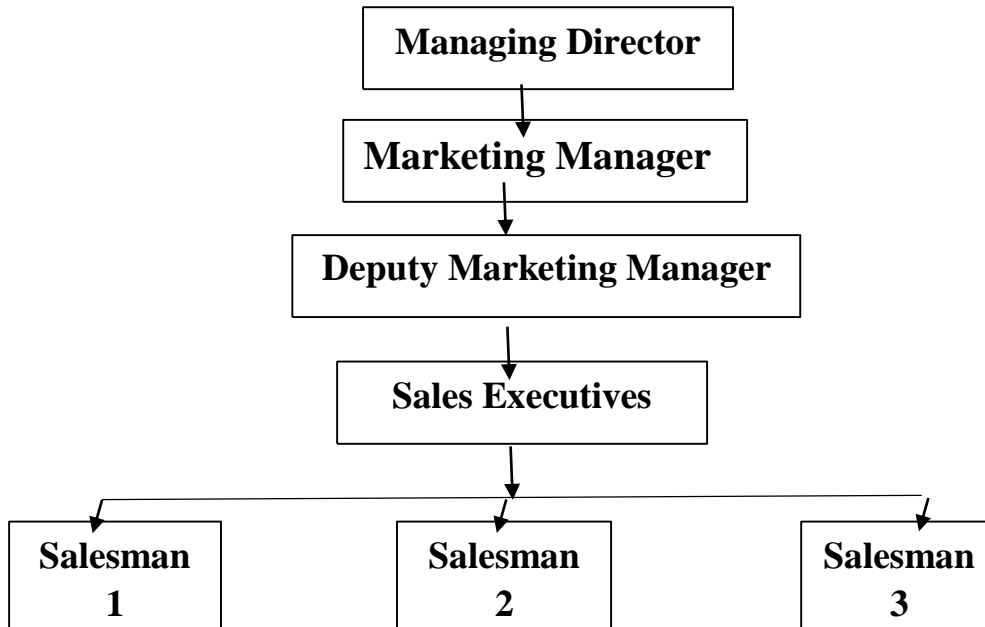 Managing Director
Marketing Manager
Deputy Marketing Manager
Sales Executives
Salesman
1
Salesman
2
Salesman
3